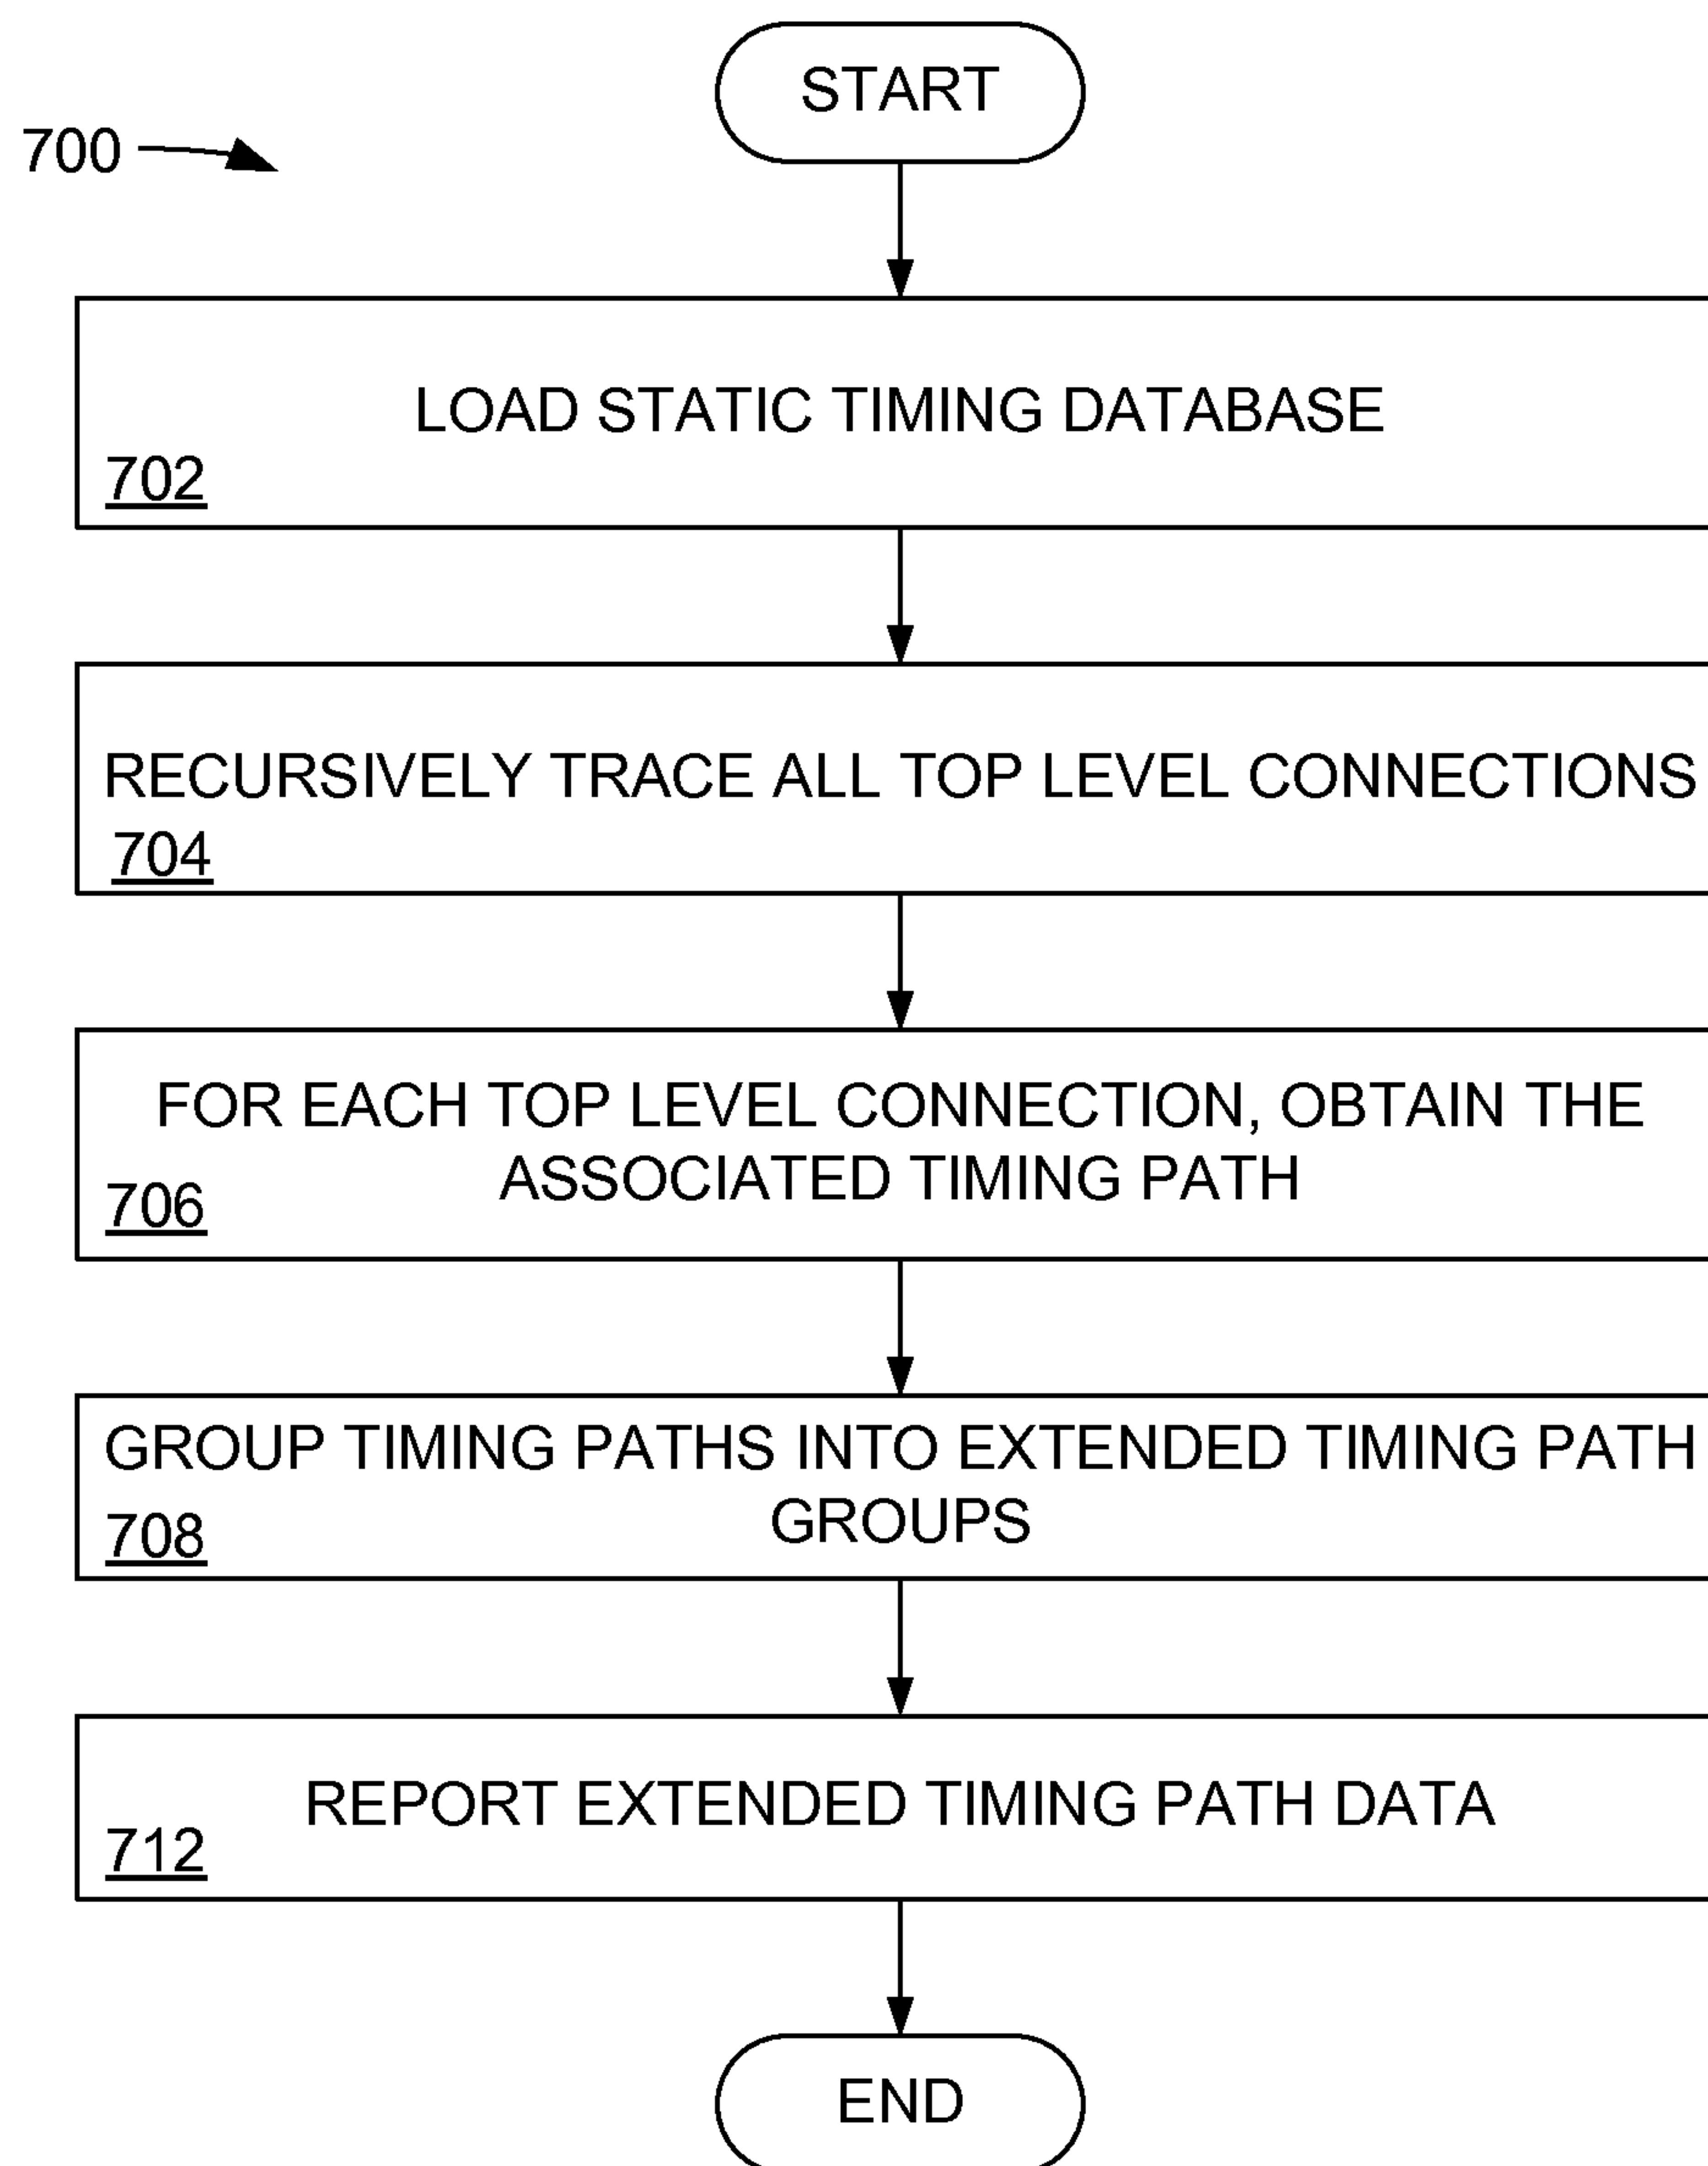 START
700
LOAD STATIC TIMING DATABASE
702
RECURSIVELY TRACE ALL TOP LEVEL CONNECTIONS
704
FOR EACH TOP LEVEL CONNECTION, OBTAIN THE
ASSOCIATED TIMING PATH
706
GROUP TIMING PATHS INTO EXTENDED TIMING PATH
GROUPS
708
REPORT EXTENDED TIMING PATH DATA
712
END